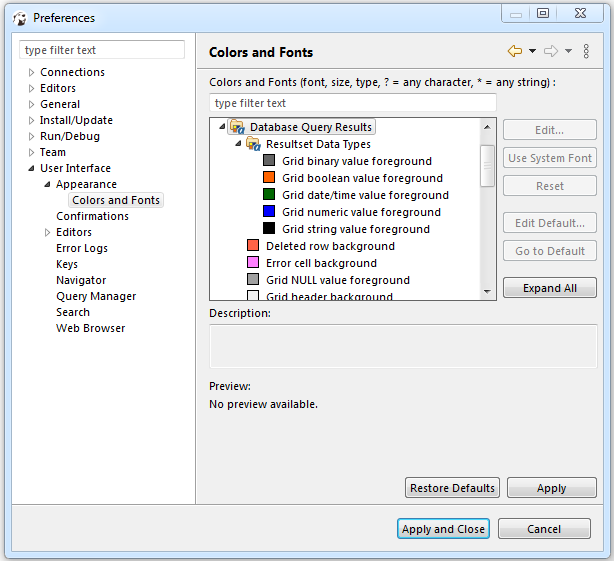 Preferences
type filter text
Connections
Editors
General
Install/Update
Run/Debug
Team
User Interface
Appearance
Colors and Fonts
Confirmations
Editors
Error Logs
Keys
Navigator
Query Manager
Search
Web Browser
Colors and Fonts
Colors and Fonts (font, size, type, ? = any character, * = any string) :
type filter text
Database Query Results
Resultset Data Types
Grid binary value foreground
Grid boolean value foreground
Grid date/time value foreground
Grid numeric value foreground
Grid string value foreground
Deleted row background
Error cell background
Grid NULL value foreground
Grid header background
Edit...
Use System Font
Reset
Edit Default...
Go to Default
Expand All
Description:
Preview:
No preview available.
Restore Defaults
Apply
Apply and Close
Cancel